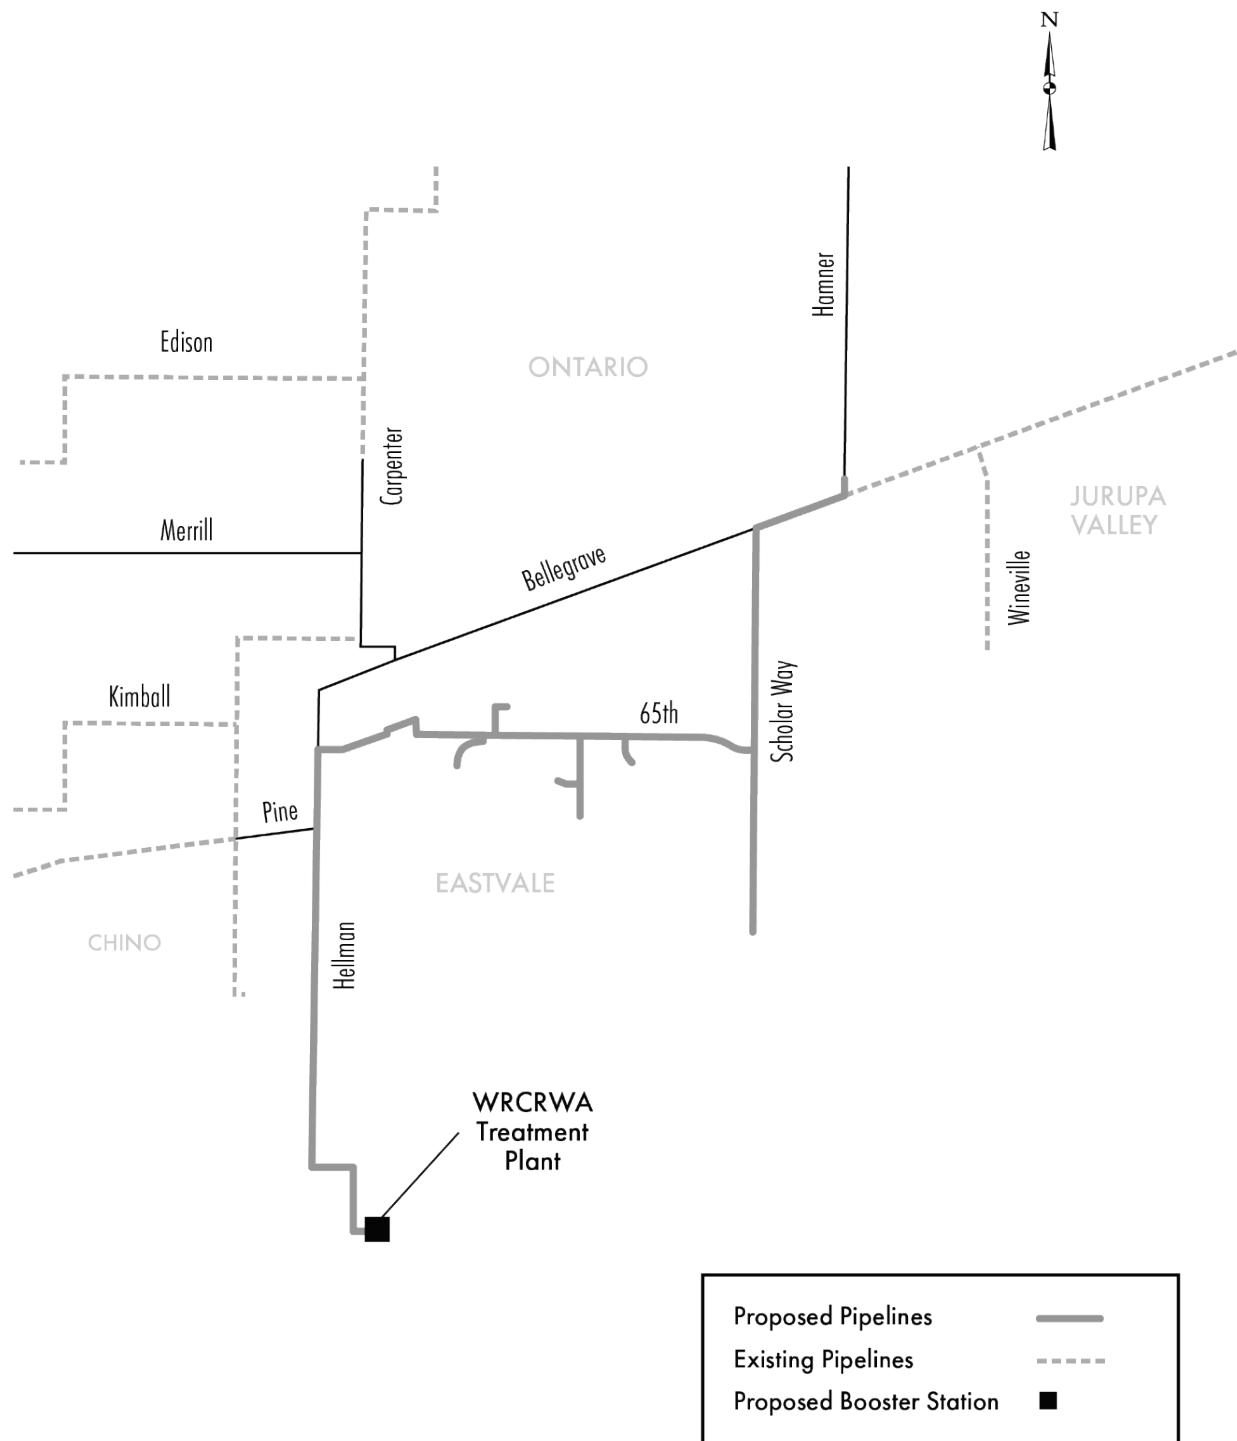 N
Hamner
Edison
ONTARIO
Carpenter
JURUPA
VALLEY
Merrill
Bellegrave
Wineville
Kimball
65th
Scholar Way
Pine
EASTVALE
CHINO
Hellman
WRCRWA
Treatment
Plant
Proposed Pipelines
Existing Pipelines
Proposed Booster Station